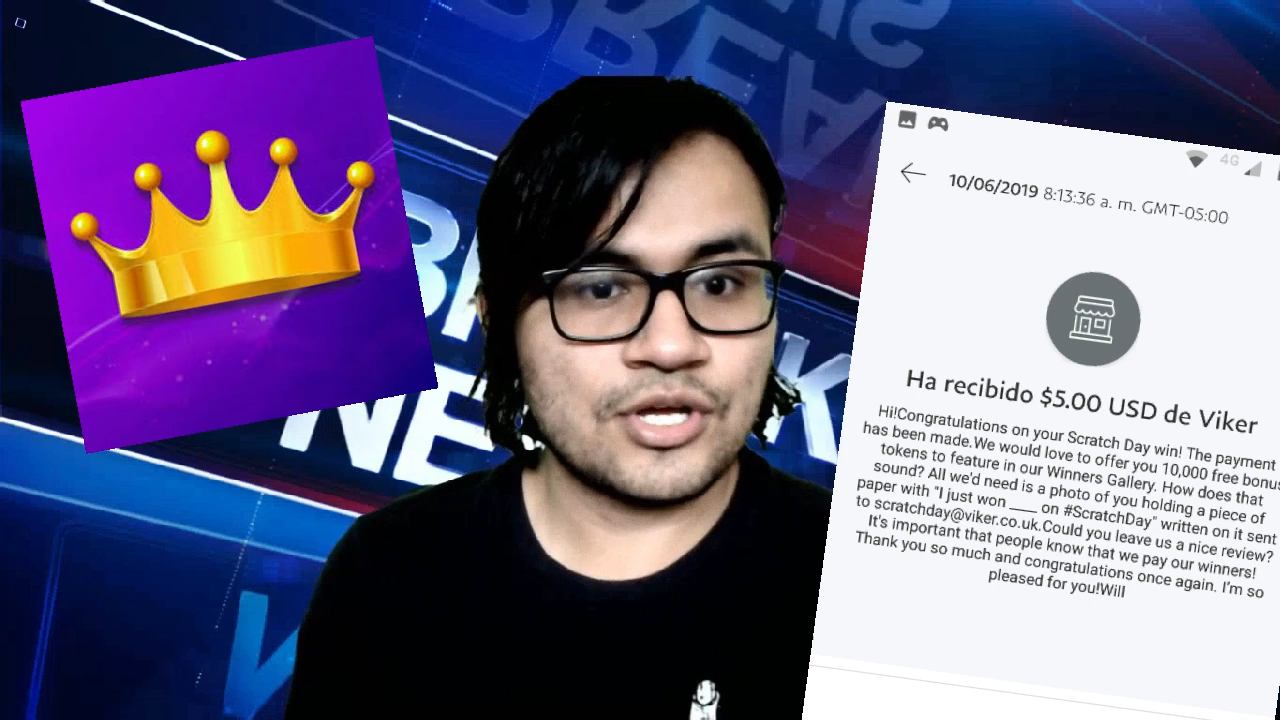 BREAK
NE
10/06/2019 8:13:36 a. m. GMT-05:00
4G
Ha recibido $5.00 USD de Viker
Hi!Congratulations on your Scratch Day win! The payment
has been made.We would love to offer you 10,000 free bonus
tokens to feature in our Winners Gallery. How does that
sound? All we'd need is a photo of you holding a piece of
paper with "I just won ____ on #ScratchDay" written on it sent
to scratchday@viker.co.uk.Could you leave us a nice review?
It's important that people know that we pay our winners!
Thank you so much and congratulations once again. I'm so
pleased for you!Will